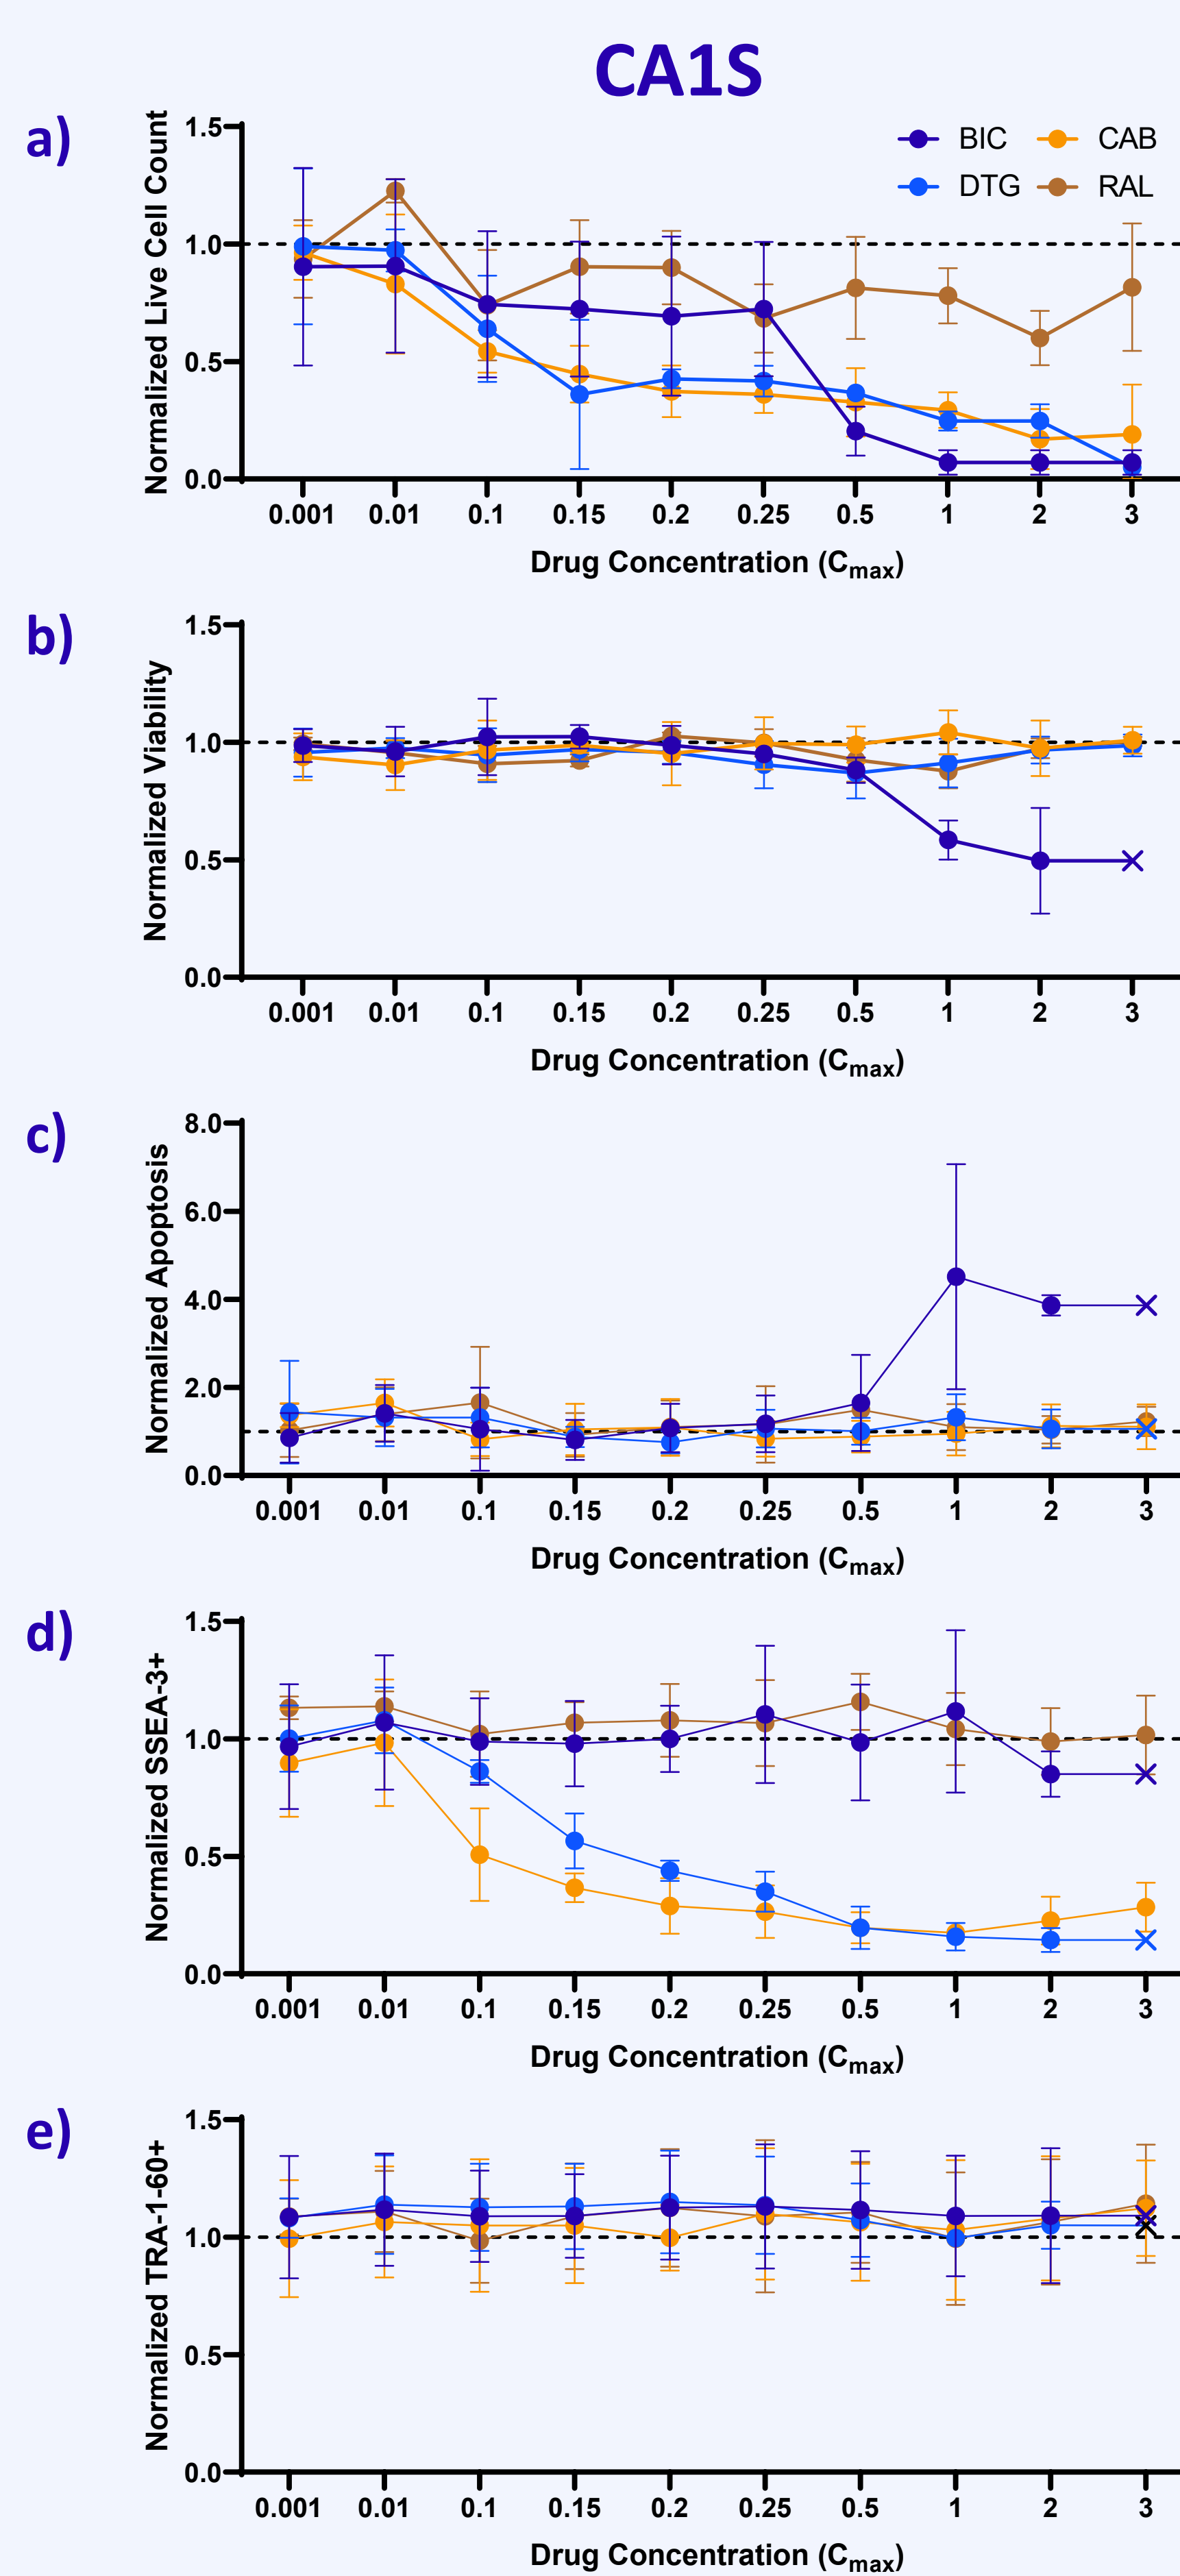 CA1S
a)
Normalized Live Cell Count
1.5
1.0
0.5
0.0
BIC
CAB
DTG
RAL
0.001 0.01 0.1 0.15 0.2 0.25 0.5 1 2 3
Drug Concentration (Cmax)
b)
Normalized Viability
1.5
1.0
0.5
0.0
0.001 0.01 0.1 0.15 0.2 0.25 0.5 1 2 3
Drug Concentration (Cmax)
c)
Normalized Apoptosis
8.0
6.0
4.0
2.0
0.0
0.001 0.01 0.1 0.15 0.2 0.25 0.5 1 2 3
Drug Concentration (Cmax)
d)
Normalized SSEA-3+
1.5
1.0
0.5
0.0
0.001 0.01 0.1 0.15 0.2 0.25 0.5 1 2 3
Drug Concentration (Cmax)
e)
Normalized TRA-1-60+
1.5
1.0
0.5
0.0
0.001 0.01 0.1 0.15 0.2 0.25 0.5 1 2 3
Drug Concentration (Cmax)